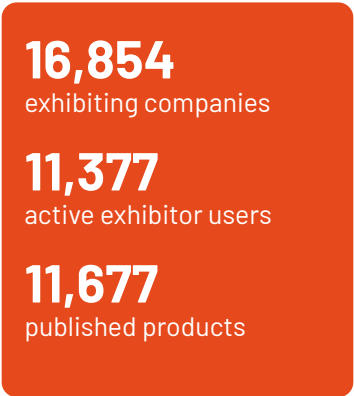 16,854
exhibiting companies
11,377
active exhibitor users
11,677
published products